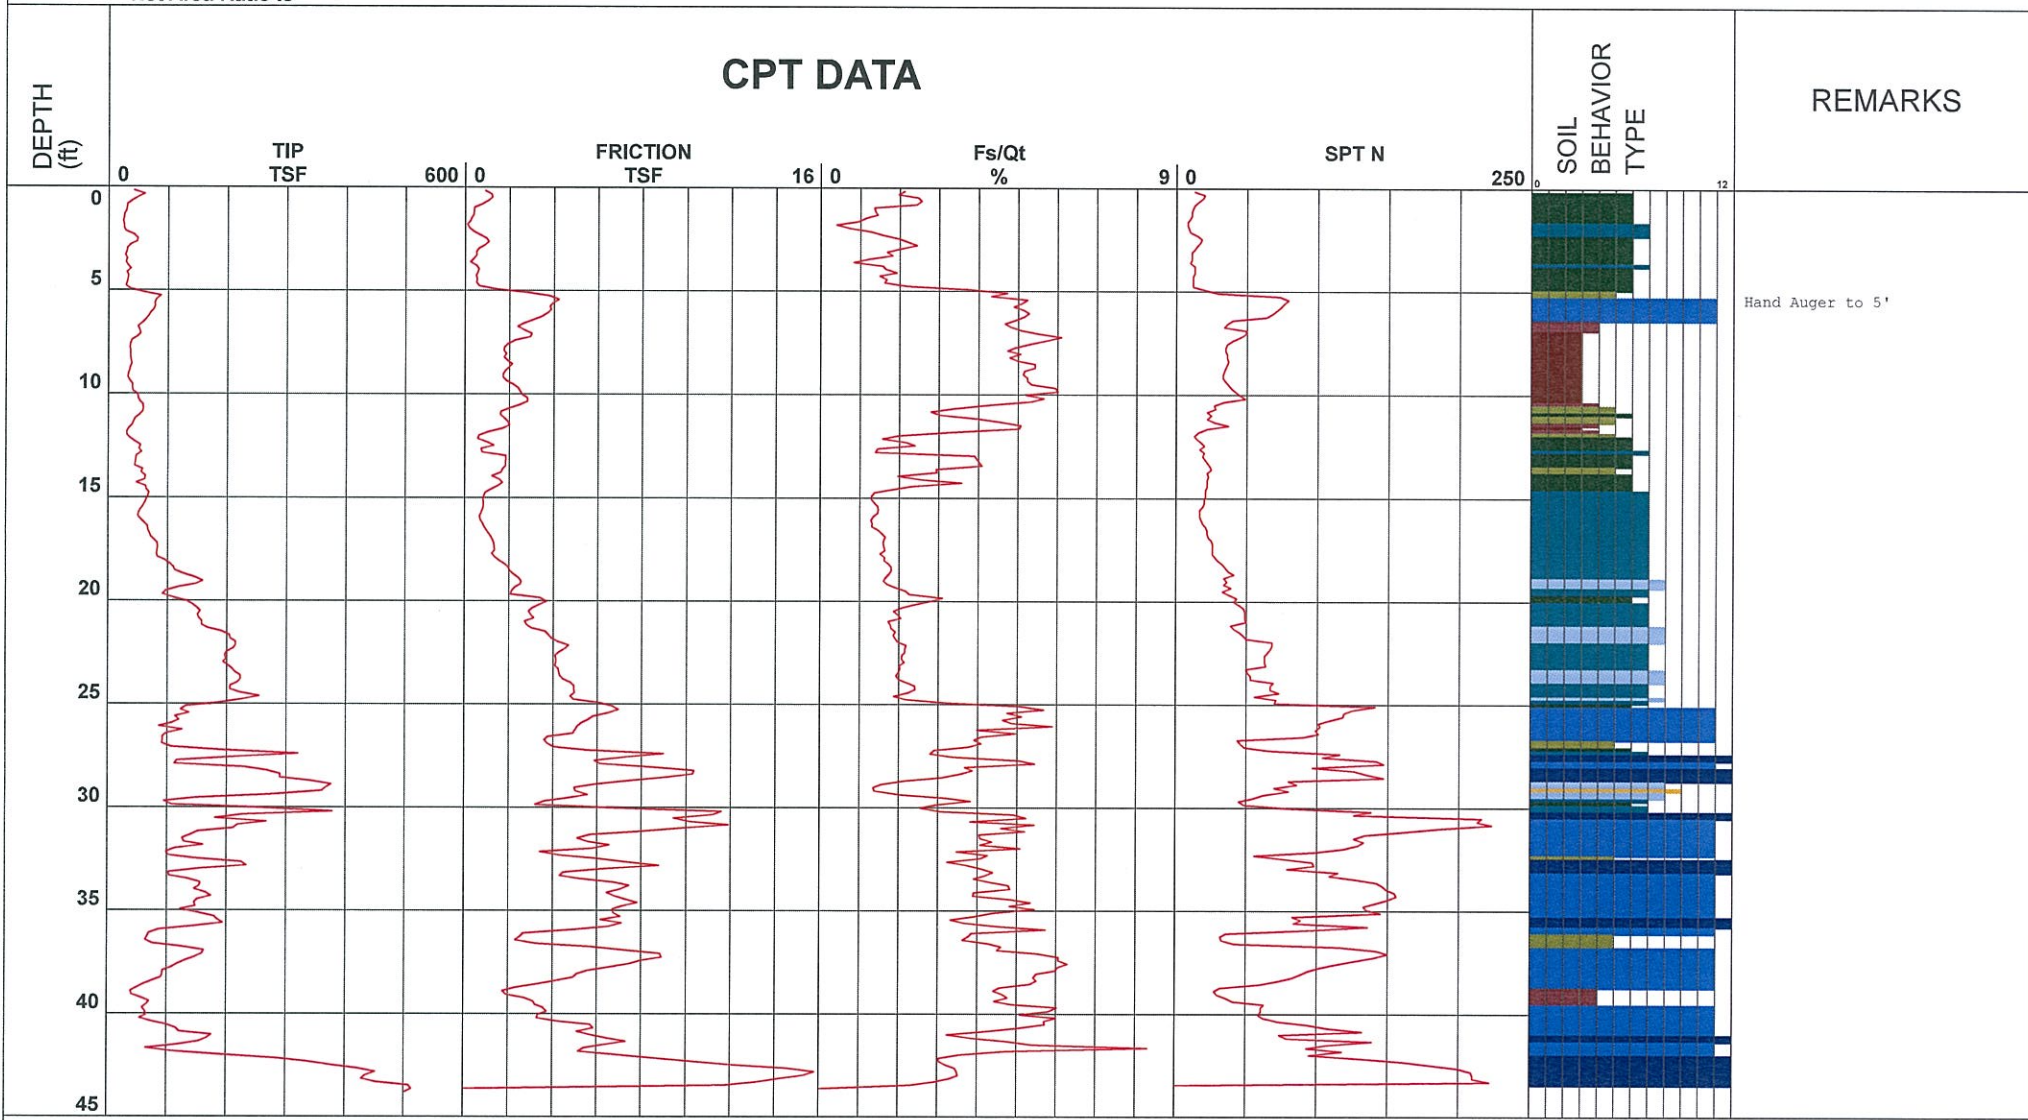 CPT DATA
DEPTH
(ft)
SOIL
BEHAVIOR
TYPE
REMARKS
TIP
FRICTION
Fs/Qt
SPT N
0 TSF 600
0 TSF 16
0 % 9
0 250
0 12
0
5
Hand Auger to 5'
10
15
20
25
30
35
40
45